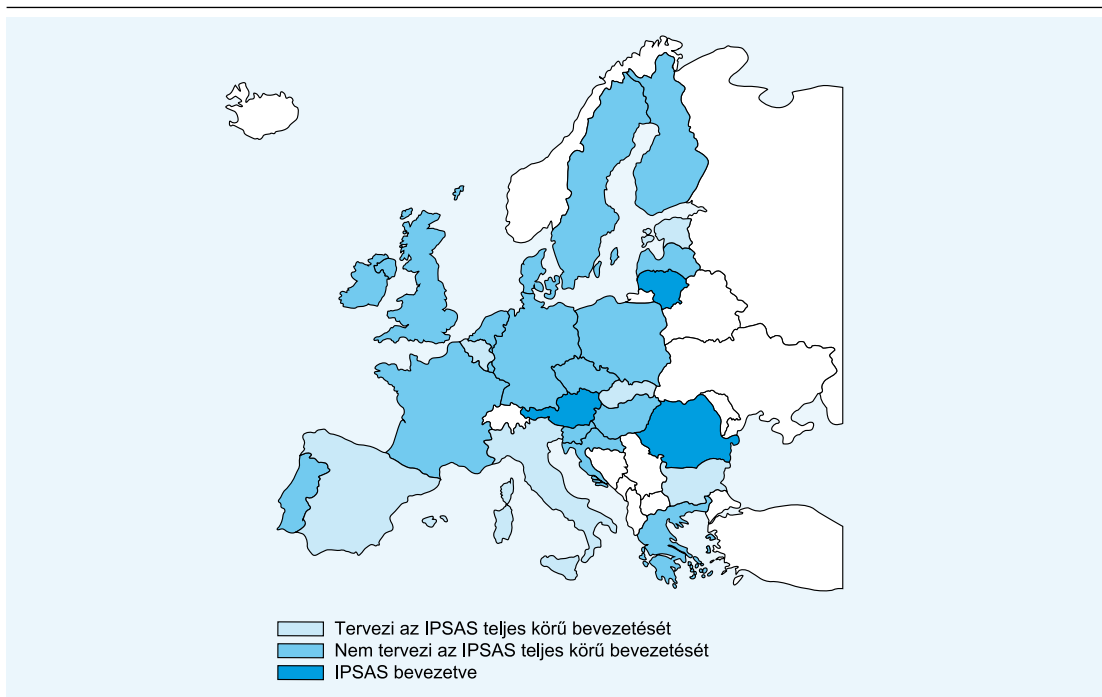 Tervezi az IPSAS teljes körű bevezetését
Nem tervezi az IPSAS teljes körű bevezetését
IPSAS bevezetve